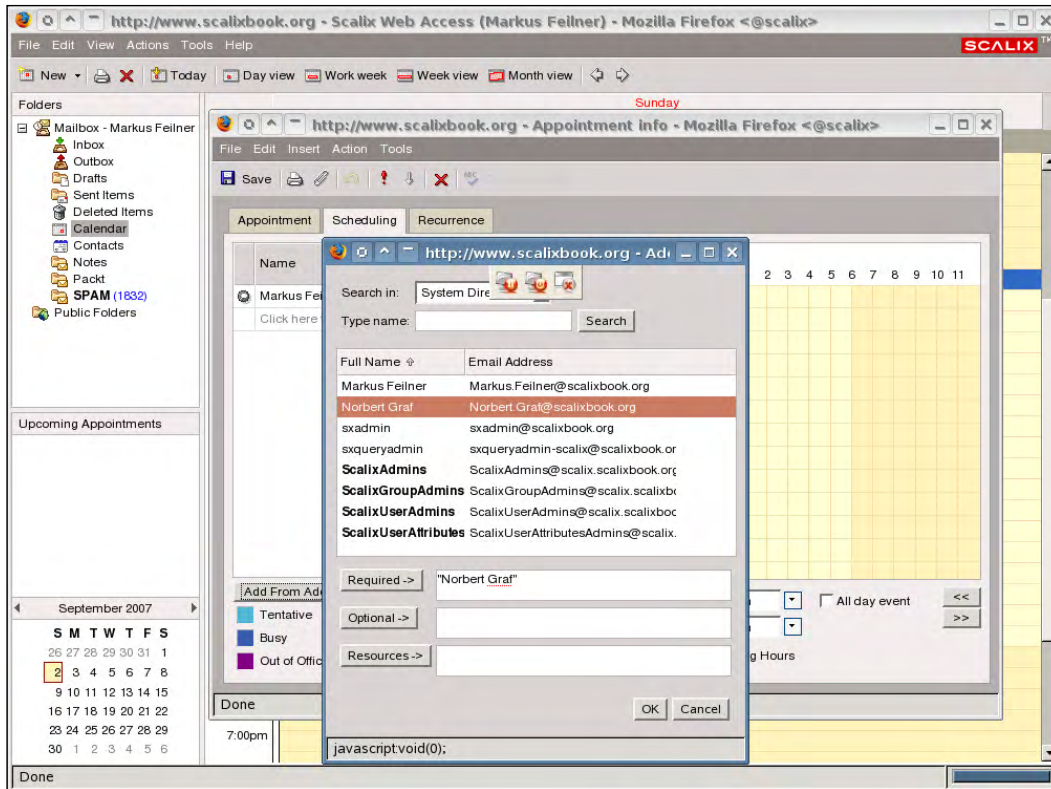 http://www.scalixbook.org - Scalix Web Access (Markus Feilner) - Mozilla Firefox <@scalix>
File Edit View Actions Tools Help
SCALIX™
New Today Day view Work week Week view Month view
Folders
Sunday
Mailbox - Markus Feilner
Inbox
Outbox
Drafts
Sent Items
Deleted Items
Calendar
Contacts
Notes
Packt
SPAM (1832)
Public Folders
Upcoming Appointments
September 2007
S M T W T F S
26 27 28 29 30 31 1
2 3 4 5 6 7 8
9 10 11 12 13 14 15
16 17 18 19 20 21 22
23 24 25 26 27 28 29
30 1 2 3 4 5 6
7:00pm
Done
http://www.scalixbook.org - Appointment info - Mozilla Firefox <@scalix>
File Edit Insert Action Tools
Save
Appointment Scheduling Recurrence
Name
2 3 4 5 6 7 8 9 10 11
Markus Fei
Click here
Add From Ad
Tentative
Busy
Out of Offic
All day event
<<
>>
g Hours
Done
http://www.scalixbook.org - Ad
Search in: System Dire
Type name: Search
Full Name Email Address
Markus Feilner Markus.Feilner@scalixbook.org
Norbert Graf Norbert.Graf@scalixbook.org
sxadmin sxadmin@scalixbook.org
sxqueryadmin sxqueryadmin-scalix@scalixbook.or
ScalixAdmins ScalixAdmins@scalix.scalixbook.org
ScalixGroupAdmins ScalixGroupAdmins@scalix.scalixbo
ScalixUserAdmins ScalixUserAdmins@scalix.scalixboc
ScalixUserAttributes ScalixUserAttributesAdmins@scalix.
Required -> "Norbert Graf"
Optional ->
Resources ->
OK Cancel
javascript:void(0);